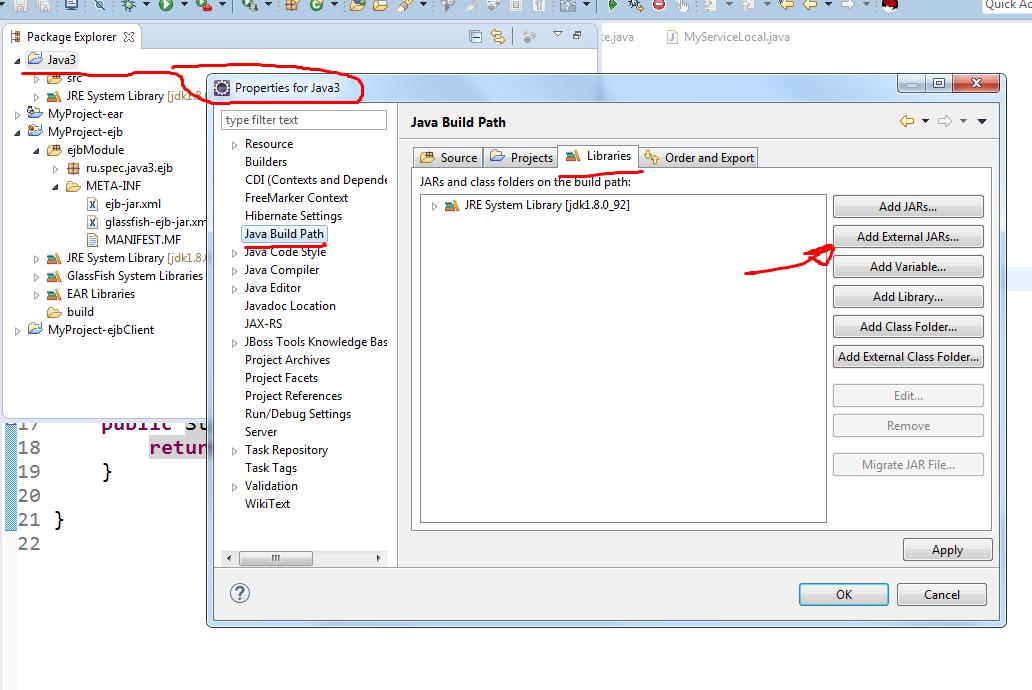 Quick Ac
Package Explorer
ce.java
MyServiceLocal.java
Java3
src
JRE System Library [jdk1.8.0
MyProject-ear
MyProject-ejb
ejbModule
ru.spec.java3.ejb
META-INF
ejb-jar.xml
glassfish-ejb-jar.xm
MANIFEST.MF
JRE System Library [jdk1.8.
GlassFish System Libraries
EAR Libraries
build
MyProject-ejbClient
17 public St
18 return
19 }
20
21 }
22
Properties for Java3
type filter text
Resource
Builders
CDI (Contexts and Depende
FreeMarker Context
Hibernate Settings
Java Build Path
Java Code Style
Java Compiler
Java Editor
Javadoc Location
JAX-RS
JBoss Tools Knowledge Bas
Project Archives
Project Facets
Project References
Run/Debug Settings
Server
Task Repository
Task Tags
Validation
WikiText
Java Build Path
Source
Projects
Libraries
Order and Export
JARs and class folders on the build path:
JRE System Library [jdk1.8.0_92]
Add JARs...
Add External JARs...
Add Variable...
Add Library...
Add Class Folder...
Add External Class Folder...
Edit...
Remove
Migrate JAR File...
Apply
OK
Cancel